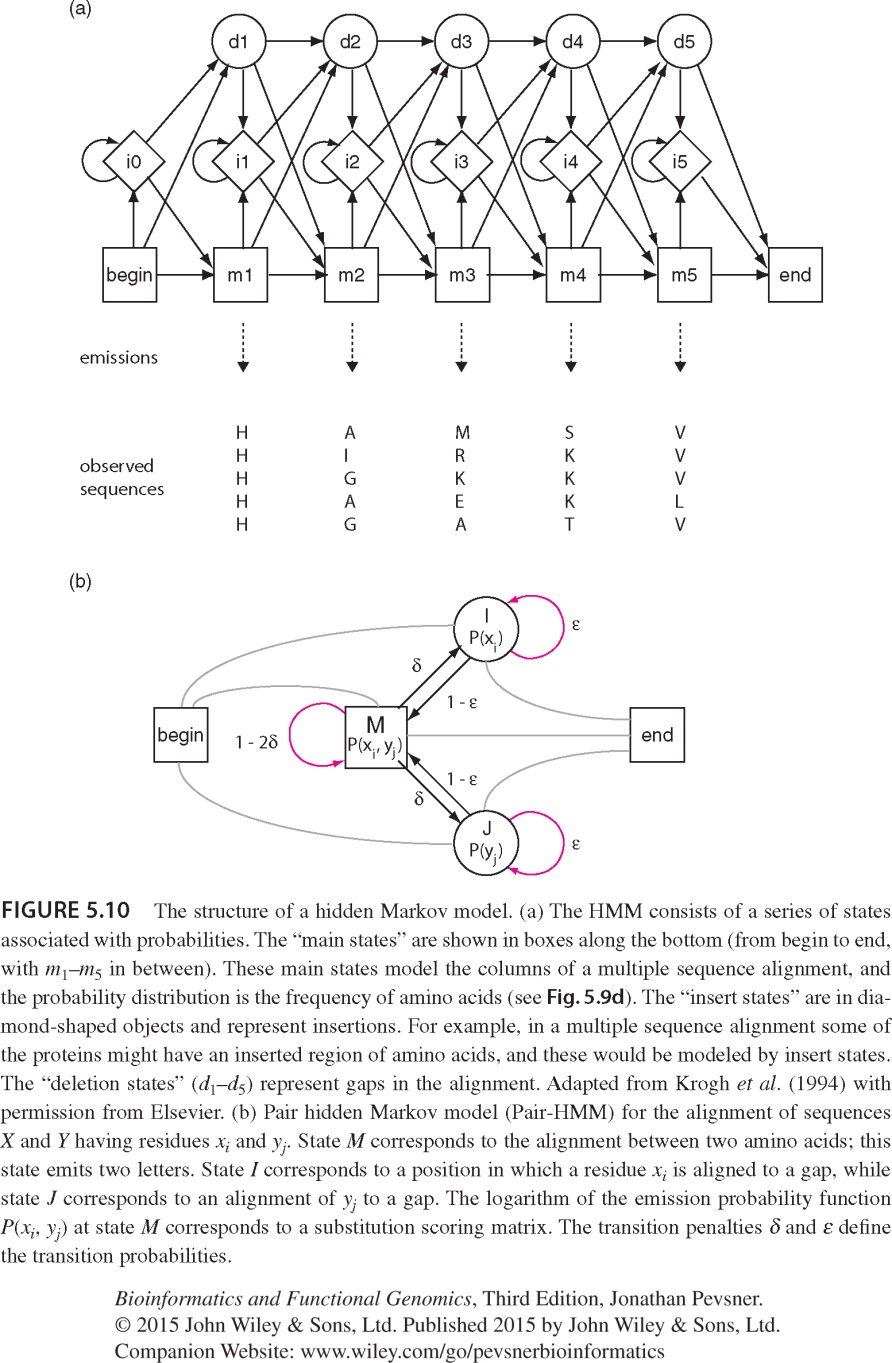 (a)
d1 d2 d3 d4 d5
i0 i1 i2 i3 i4 i5
begin m1 m2 m3 m4 m5 end
emissions
H A M S V
H I R K V
observed
H G K K V
sequences
H A E K L
H G A T V
(b)
I
P(xi)
ε
δ
1 - ε
begin
M
P(xi, yj)
1 - 2δ
end
1 - ε
δ
J
P(yj)
ε
FIGURE 5.10 The structure of a hidden Markov model. (a) The HMM consists of a series of states
associated with probabilities. The “main states” are shown in boxes along the bottom (from begin to end,
with m1–m5 in between). These main states model the columns of a multiple sequence alignment, and
the probability distribution is the frequency of amino acids (see Fig. 5.9d). The “insert states” are in dia-
mond-shaped objects and represent insertions. For example, in a multiple sequence alignment some of
the proteins might have an inserted region of amino acids, and these would be modeled by insert states.
The “deletion states” (d1–d5) represent gaps in the alignment. Adapted from Krogh et al. (1994) with
permission from Elsevier. (b) Pair hidden Markov model (Pair-HMM) for the alignment of sequences
X and Y having residues xi and yj. State M corresponds to the alignment between two amino acids; this
state emits two letters. State I corresponds to a position in which a residue xi is aligned to a gap, while
state J corresponds to an alignment of yj to a gap. The logarithm of the emission probability function
P(xi, yj) at state M corresponds to a substitution scoring matrix. The transition penalties δ and ε define
the transition probabilities.
Bioinformatics and Functional Genomics, Third Edition, Jonathan Pevsner.
© 2015 John Wiley & Sons, Ltd. Published 2015 by John Wiley & Sons, Ltd.
Companion Website: www.wiley.com/go/pevsnerbioinformatics